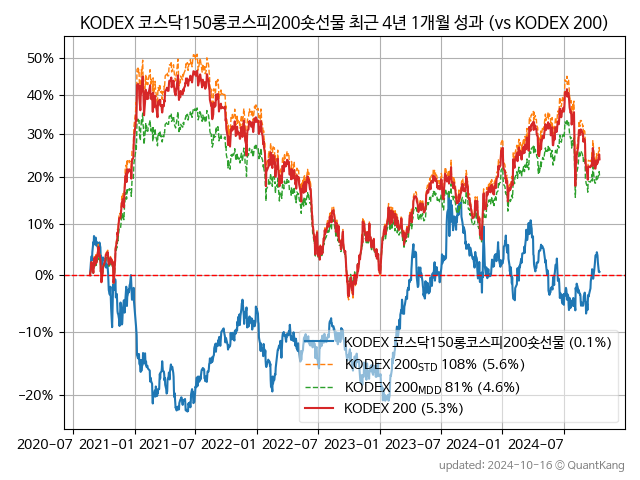 KODEX 코스닥150롱코스피200숏선물 최근 4년 1개월 성과 (vs KODEX 200)
50%
40%
30%
20%
10%
0%
-10%
-20%
KODEX 코스닥150롱코스피200숏선물 (0.1%)
KODEX 200STD 108% (5.6%)
KODEX 200MDD 81% (4.6%)
KODEX 200 (5.3%)
2020-07 2021-01 2021-07 2022-01 2022-07 2023-01 2023-07 2024-01 2024-07
updated: 2024-10-16 © QuantKang